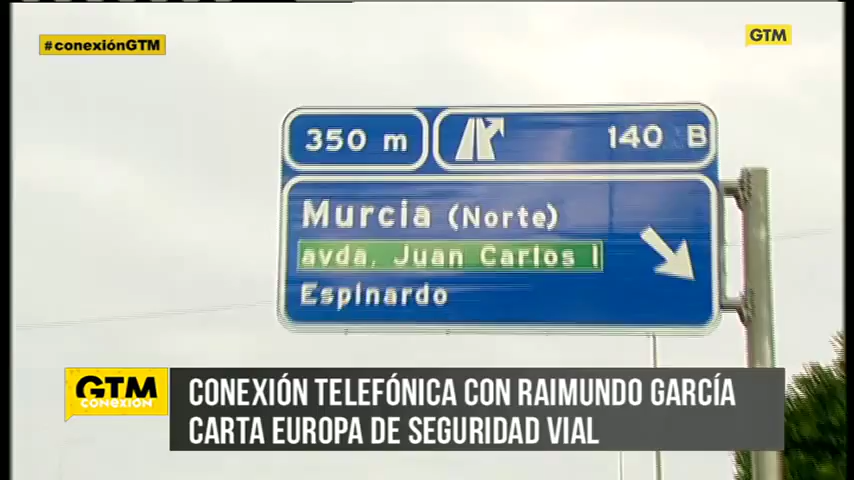 #conexiónGTM
GTM
350 m
140 B
Murcia (Norte)
avda. Juan Carlos I
Espinardo
GTM
CONEXIÓN
CONEXIÓN TELEFÓNICA CON RAIMUNDO GARCÍA
CARTA EUROPA DE SEGURIDAD VIAL